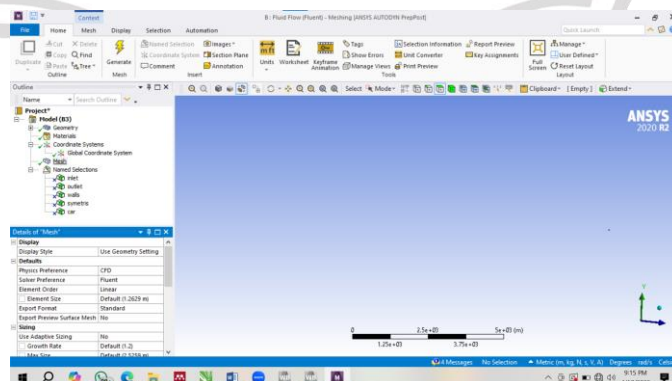 Context
B : Fluid Flow (Fluent) - Meshing [ANSYS AUTODYN PrepPost]
File Home Mesh Display Selection Automation
Quick Launch
Duplicate
Cut
Copy
Paste
Delete
Find
Tree
Outline
Generate
Mesh
Named Selection
Coordinate System
Comment
Images
Section Plane
Annotation
Insert
Units
Worksheet
Keyframe
Animation
Tags
Show Errors
Manage Views
Selection Information
Unit Converter
Print Preview
Report Preview
Key Assignments
Tools
Full
Screen
Manage
User Defined
Reset Layout
Layout
Outline
Name Search Outline
Select Mode Clipboard [Empty] Extend
Project*
Model (B3)
Geometry
Materials
Coordinate Systems
Global Coordinate System
Mesh
Named Selections
inlet
outlet
walls
symetris
car
ANSYS
2020 R2
Details of "Mesh"
Display
Display Style Use Geometry Setting
Defaults
Physics Preference CFD
Solver Preference Fluent
Element Order Linear
Element Size Default (1.2629 m)
Export Format Standard
Export Preview Surface Mesh No
Sizing
Use Adaptive Sizing No
Growth Rate Default (1.2)
Max Size Default (2.5259 m)
Y
0 2.5e+03 5e+03 (m)
1.25e+03 3.75e+03
4 Messages No Selection Metric (m, kg, N, s, V, A) Degrees rad/s
9:15 PM